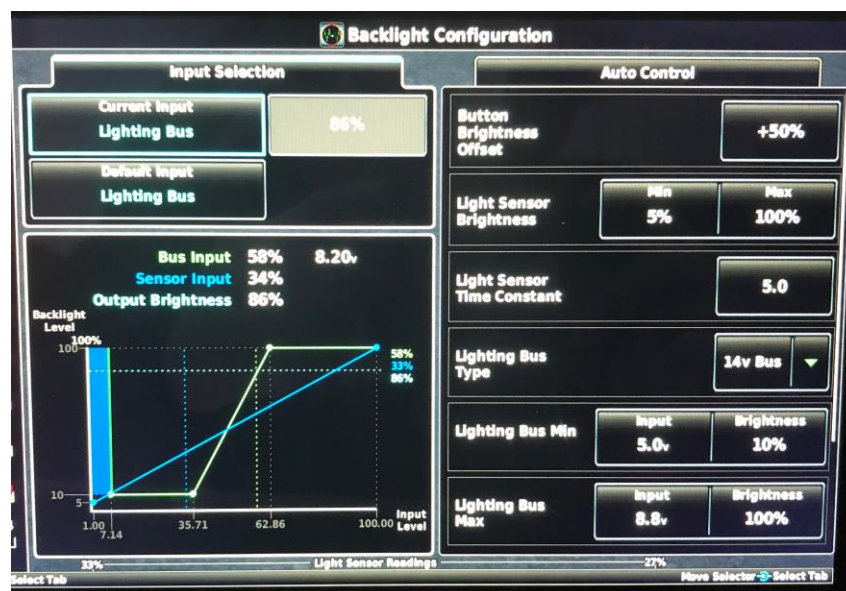 Backlight Configuration
Input Selection
Current Input
Lighting Bus
86%
Default Input
Lighting Bus
Bus Input 58% 8.20v
Sensor Input 34%
Output Brightness 86%
Backlight
Level
100%
100
58%
33%
86%
10
5
1.00
7.14
35.71
62.86
100.00
Input
Level
Auto Control
Button
Brightness
Offset
+50%
Light Sensor
Brightness
Min
5%
Max
100%
Light Sensor
Time Constant
5.0
Lighting Bus
Type
14v Bus
Lighting Bus Min
Input
5.0v
Brightness
10%
Lighting Bus
Max
Input
8.8v
Brightness
100%
33% Light Sensor Readings 27%
Select Tab
Move Selector Select Tab